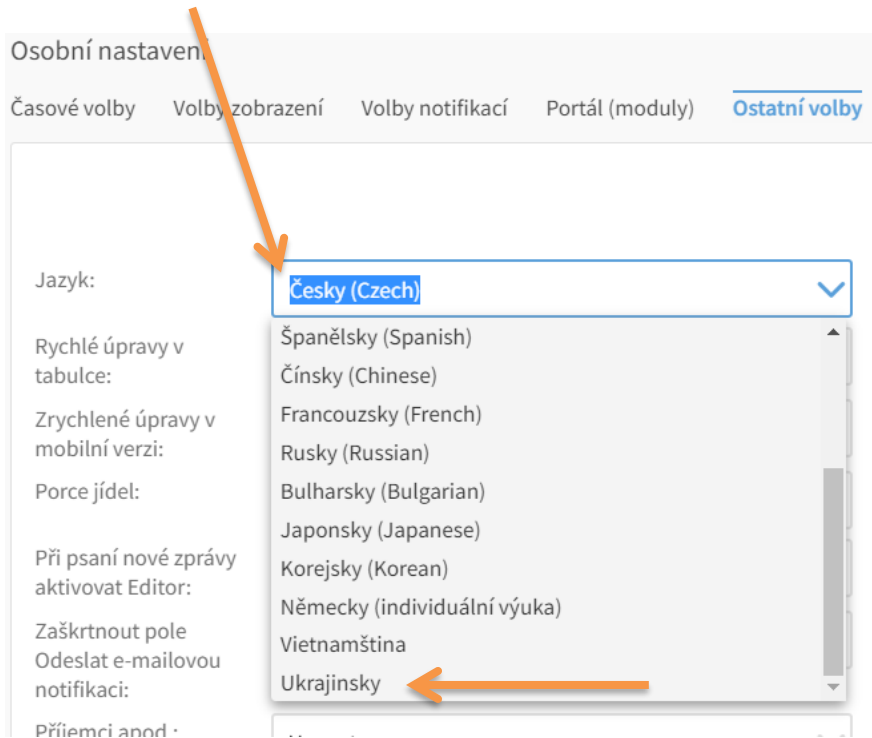 Osobní nastavení
Časové volby Volby zobrazení Volby notifikací Portál (moduly) Ostatní volby
Jazyk:
Česky (Czech)
Španělsky (Spanish)
Rychlé úpravy v
tabulce:
Čínsky (Chinese)
Francouzsky (French)
Zrychlené úpravy v
mobilní verzi:
Rusky (Russian)
Porce jídel:
Bulharsky (Bulgarian)
Japonsky (Japanese)
Korejsky (Korean)
Při psaní nové zprávy
aktivovat Editor:
Německy (individuální výuka)
Vietnamština
Zaškrtnout pole
Odeslat e-mailovou
notifikaci:
Ukrajinsky
Příjemci apod.: